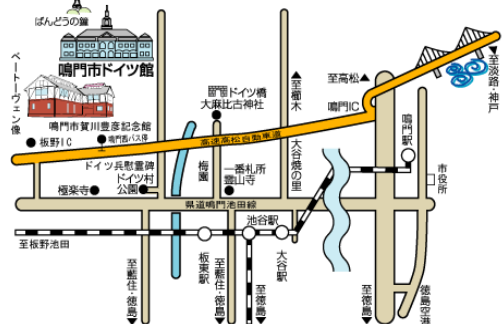 ばんどうの鐘
鳴門市ドイツ館
ベートーヴェン像
鳴門市賀川豊彦記念館
板野IC
鳴門西バス停
ドイツ橋
大麻比古神社
至櫛木
至高松
鳴門IC
至淡路・神戸
高速高松自動車道
大谷焼の里
鳴門駅
市役所
ドイツ兵慰霊碑
ドイツ村
公園
極楽寺
梅園
一番札所
霊山寺
県道鳴門池田線
至板野池田
池谷駅
板東駅
大谷駅
至藍住・徳島
至藍住・徳島
至徳島
至徳島
徳島空港